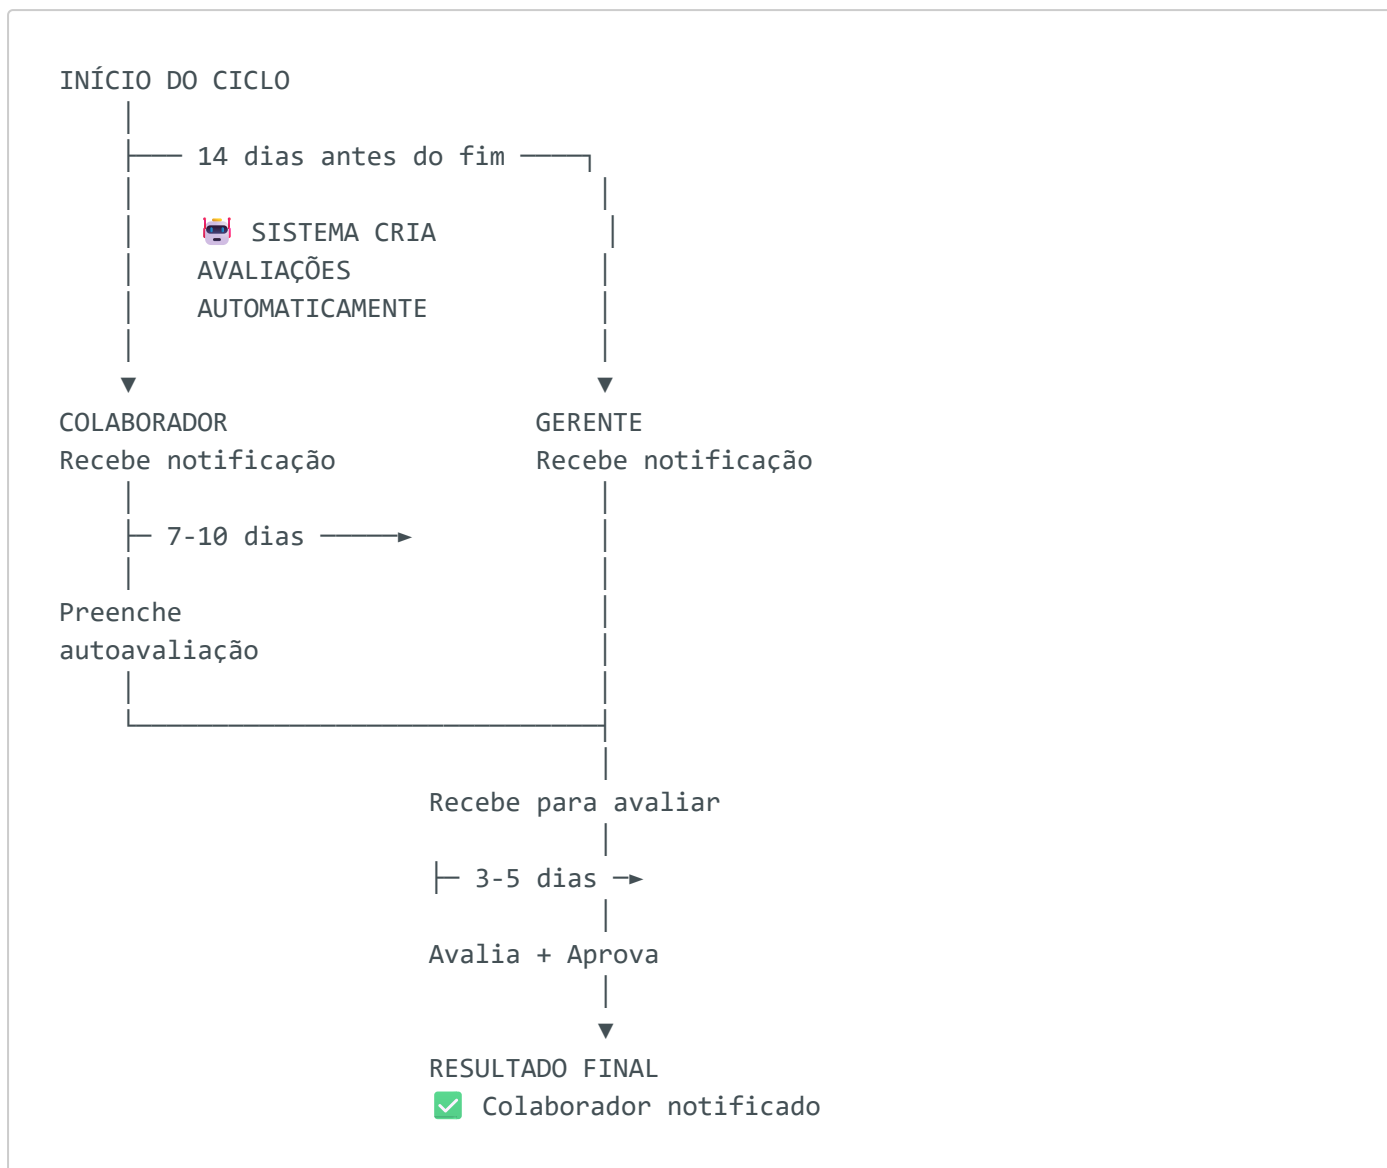 INÍCIO DO CICLO
14 dias antes do fim
🤖 SISTEMA CRIA
AVALIAÇÕES
AUTOMATICAMENTE
COLABORADOR GERENTE
Recebe notificação Recebe notificação
7-10 dias
Preenche
autoavaliação
Recebe para avaliar
3-5 dias
Avalia + Aprova
RESULTADO FINAL
✅ Colaborador notificado